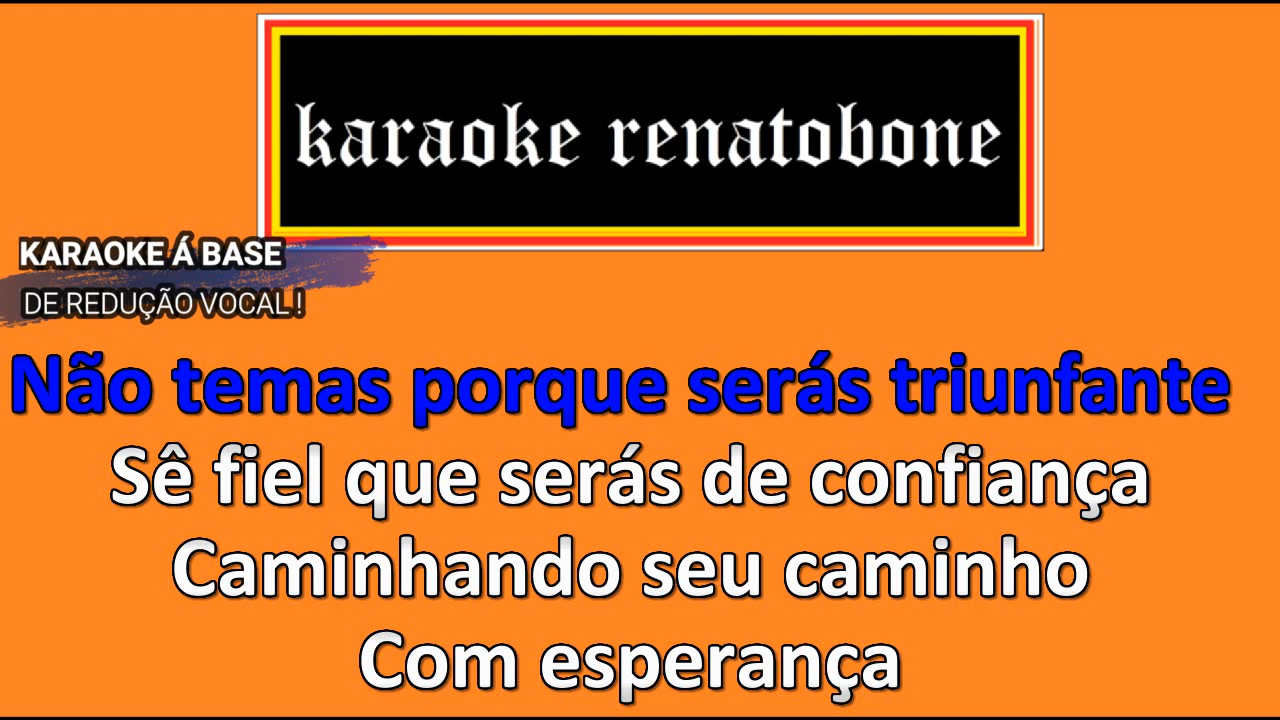 karaoke renatobone
KARAOKE Á BASE
DE REDUÇÃO VOCAL !
Não temas porque serás triunfante
Sê fiel que serás de confiança
Caminhando seu caminho
Com esperança